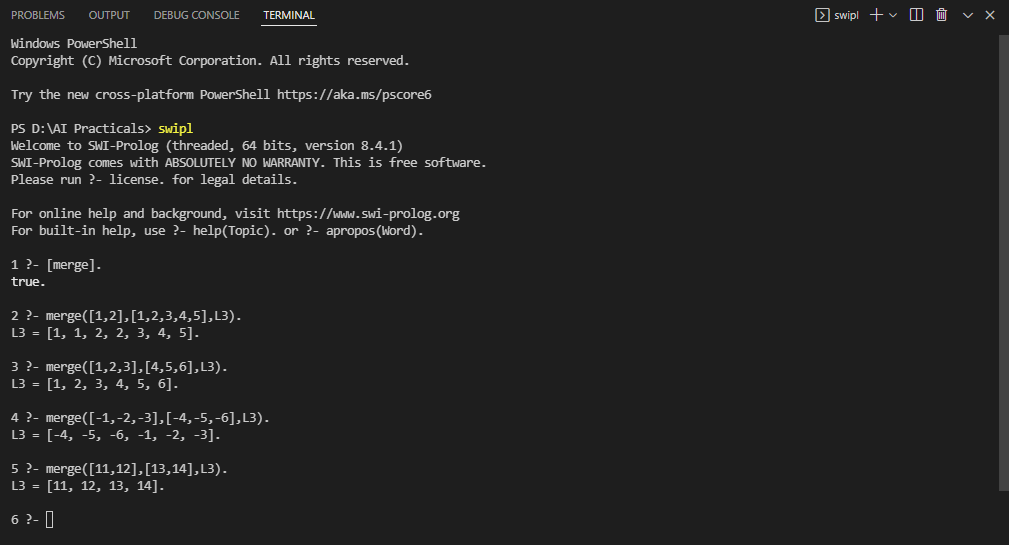 PROBLEMS OUTPUT DEBUG CONSOLE TERMINAL swipl
Windows PowerShell
Copyright (C) Microsoft Corporation. All rights reserved.
Try the new cross-platform PowerShell https://aka.ms/pscore6
PS D:\AI Practicals> swipl
Welcome to SWI-Prolog (threaded, 64 bits, version 8.4.1)
SWI-Prolog comes with ABSOLUTELY NO WARRANTY. This is free software.
Please run ?- license. for legal details.
For online help and background, visit https://www.swi-prolog.org
For built-in help, use ?- help(Topic). or ?- apropos(Word).
1 ?- [merge].
true.
2 ?- merge([1,2],[1,2,3,4,5],L3).
L3 = [1, 1, 2, 2, 3, 4, 5].
3 ?- merge([1,2,3],[4,5,6],L3).
L3 = [1, 2, 3, 4, 5, 6].
4 ?- merge([-1,-2,-3],[-4,-5,-6],L3).
L3 = [-4, -5, -6, -1, -2, -3].
5 ?- merge([11,12],[13,14],L3).
L3 = [11, 12, 13, 14].
6 ?-